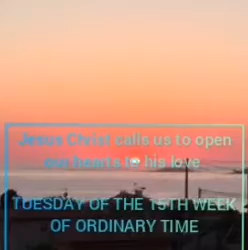 Jesus Christ calls us to open
our hearts to his love
TUESDAY OF THE 15TH WEEK
OF ORDINARY TIME